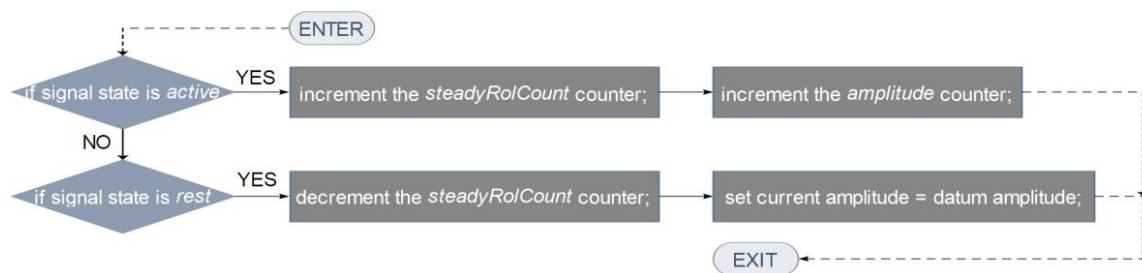 ENTER
if signal state is active
YES
increment the steadyRolCount counter;
increment the amplitude counter;
NO
if signal state is rest
YES
decrement the steadyRolCount counter;
set current amplitude = datum amplitude;
EXIT